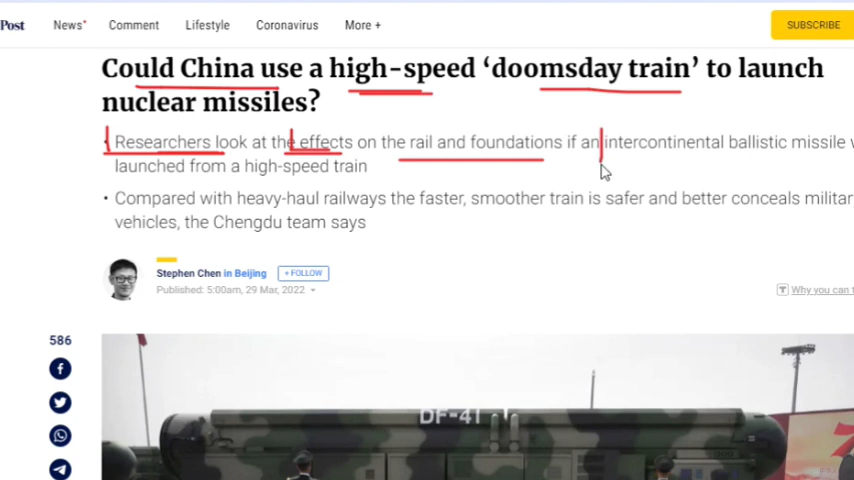 Post News Comment Lifestyle Coronavirus More + SUBSCRIBE
Could China use a high-speed ‘doomsday train’ to launch
nuclear missiles?
• Researchers look at the effects on the rail and foundations if an intercontinental ballistic missile
launched from a high-speed train
• Compared with heavy-haul railways the faster, smoother train is safer and better conceals militar
vehicles, the Chengdu team says
Stephen Chen in Beijing + FOLLOW
Published: 5:00am, 29 Mar, 2022
Why you can t
586
DF-41